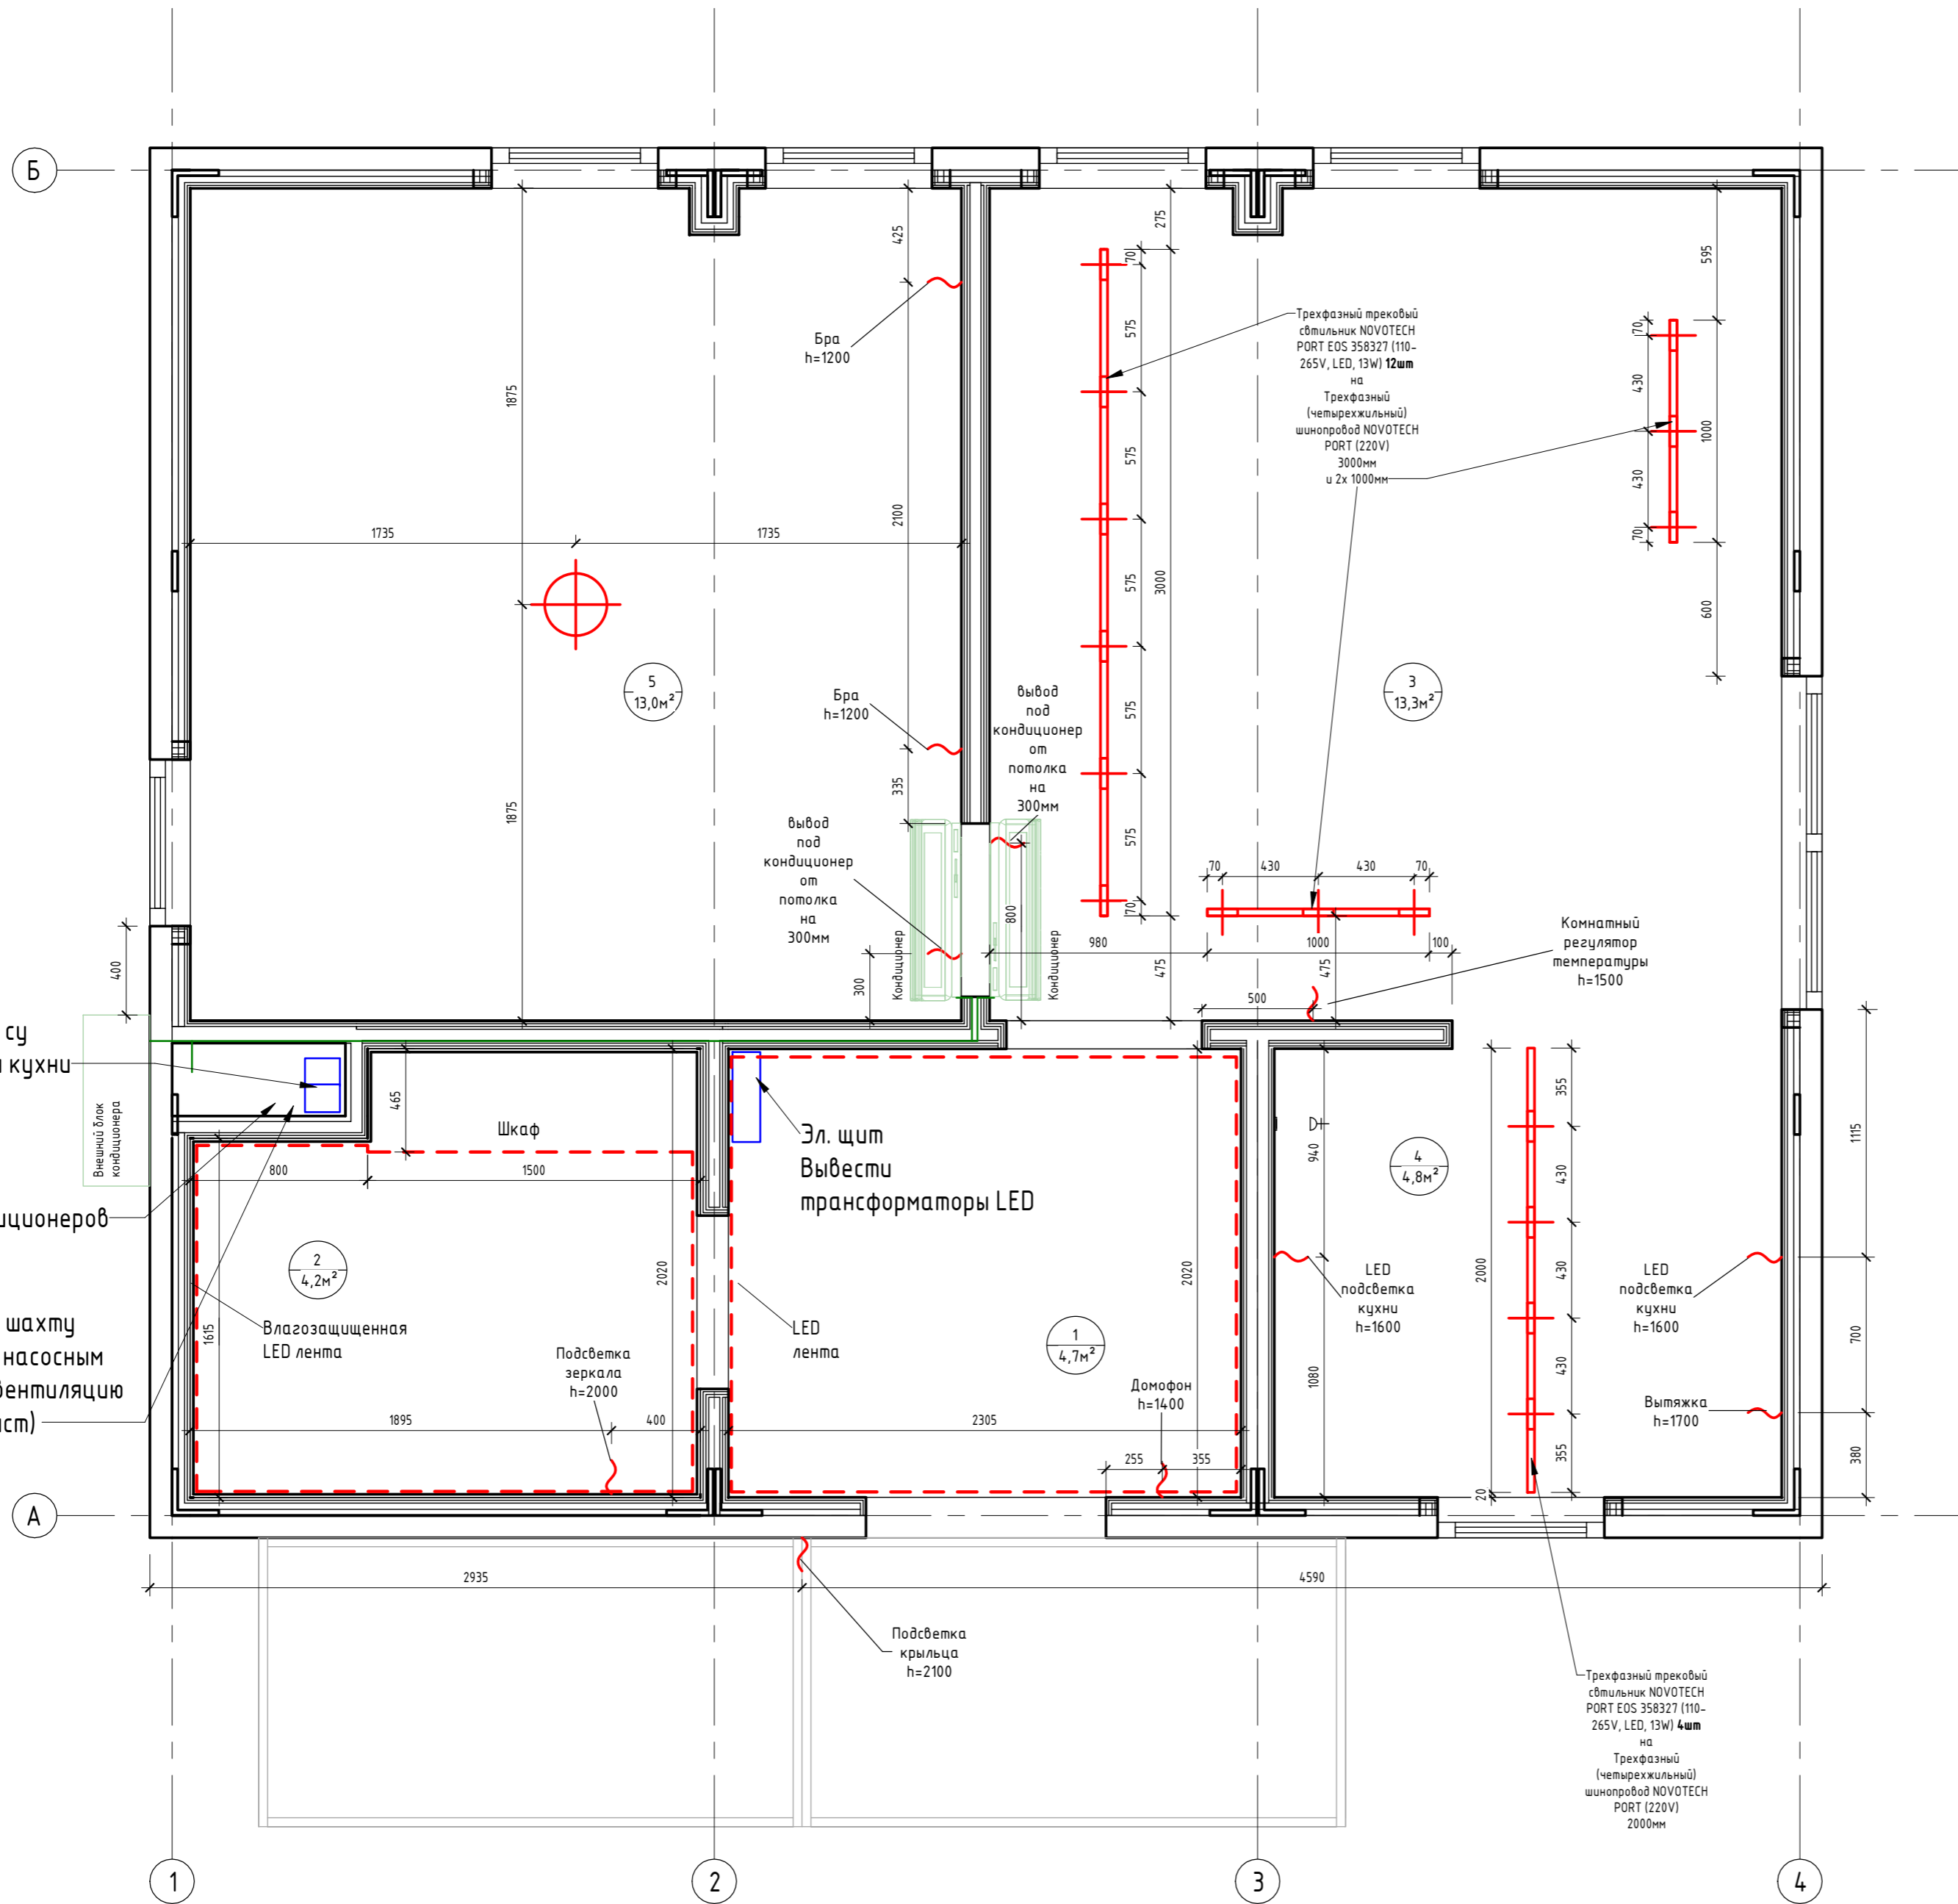 Б
425
275
595
70
575
70
Трехфазный трековый
свтильник NOVOTECH
PORT EOS 358327 (110-
265V, LED, 13W) 12шт
на
Трехфазный
(четырехжильный)
шинопровод NOVOTECH
PORT (220V)
3000мм
и 2х 1000мм
Бра
h=1200
1875
430
1000
430
70
575
2100
1735
1735
575
3000
600
5
13,0м²
3
13,3м²
Бра
h=1200
вывод
под
кондиционер
от
потолка
на
300мм
575
335
1875
575
вывод
под
кондиционер
от
потолка
на
300мм
70
430
430
70
70
800
Кондиционер
Кондиционер
980
1000
100
475
475
Комнатный
регулятор
температуры
h=1500
400
300
500
су
и кухни
Внешний блок
кондиционера
465
Шкаф
Эл. щит
Вывести
трансформаторы LED
940
355
1115
800
1500
4
4,8м²
430
иционеров
2
4,2м²
2020
2020
2000
430
LED
подсветка
кухни
h=1600
LED
подсветка
кухни
h=1600
шахту
насосным
вентиляцию
ист)
1615
Влагозащищенная
LED лента
LED
лента
1
4,7м²
700
430
Подсветка
зеркала
h=2000
Домофон
h=1400
1080
Вытяжка
h=1700
1895
400
2305
255
355
355
380
20
А
2935
4590
Подсветка
крыльца
h=2100
Трехфазный трековый
свтильник NOVOTECH
PORT EOS 358327 (110-
265V, LED, 13W) 4шт
на
Трехфазный
(четырехжильный)
шинопровод NOVOTECH
PORT (220V)
2000мм
1
2
3
4